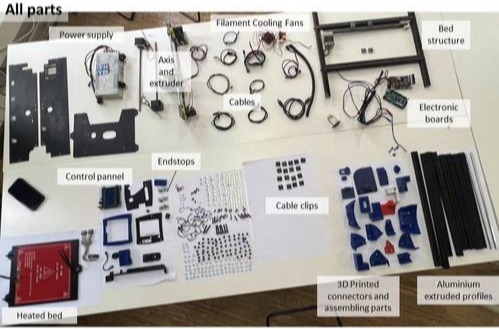 All parts
Power supply
Filament Cooling Fans
Bed
structure
Axis
and
extruder
Cables
Electronic
boards
Endstops
Control pannel
Cable clips
3D Printed
connectors and
assembling parts
Aluminium
extruded profiles
Heated bed